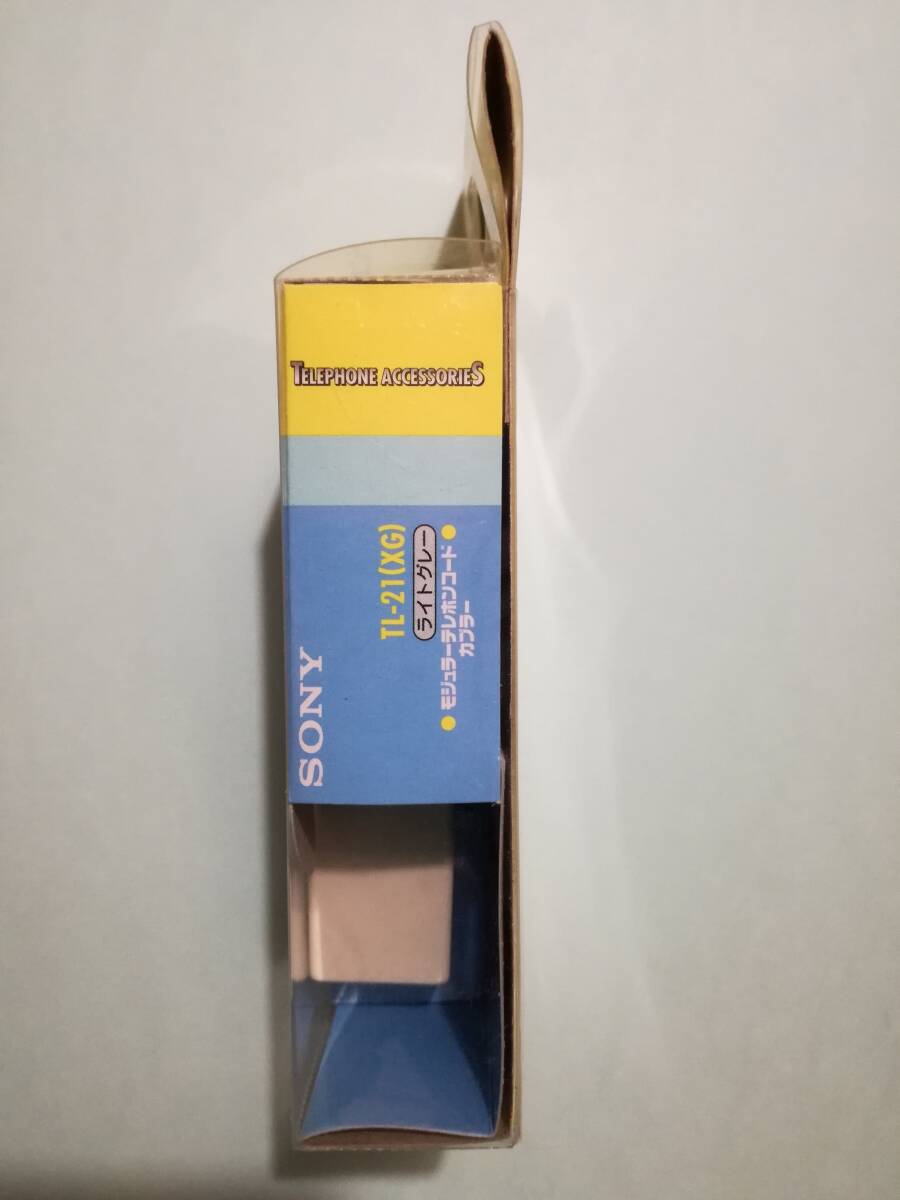 TELEPHONE ACCESSORIES
SONY
TL-21(XG)
ライトグレー
●モジュラーテレホンコード●
カプラー